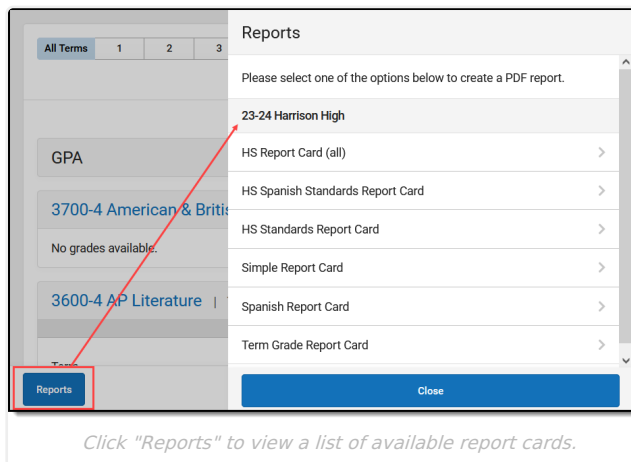 All Terms 1 2 3
GPA
3700-4 American & Britis
No grades available.
3600-4 AP Literature |
Term
Reports
Reports
Please select one of the options below to create a PDF report.
23-24 Harrison High
HS Report Card (all)
HS Spanish Standards Report Card
HS Standards Report Card
Simple Report Card
Spanish Report Card
Term Grade Report Card
Close
Click "Reports" to view a list of available report cards.